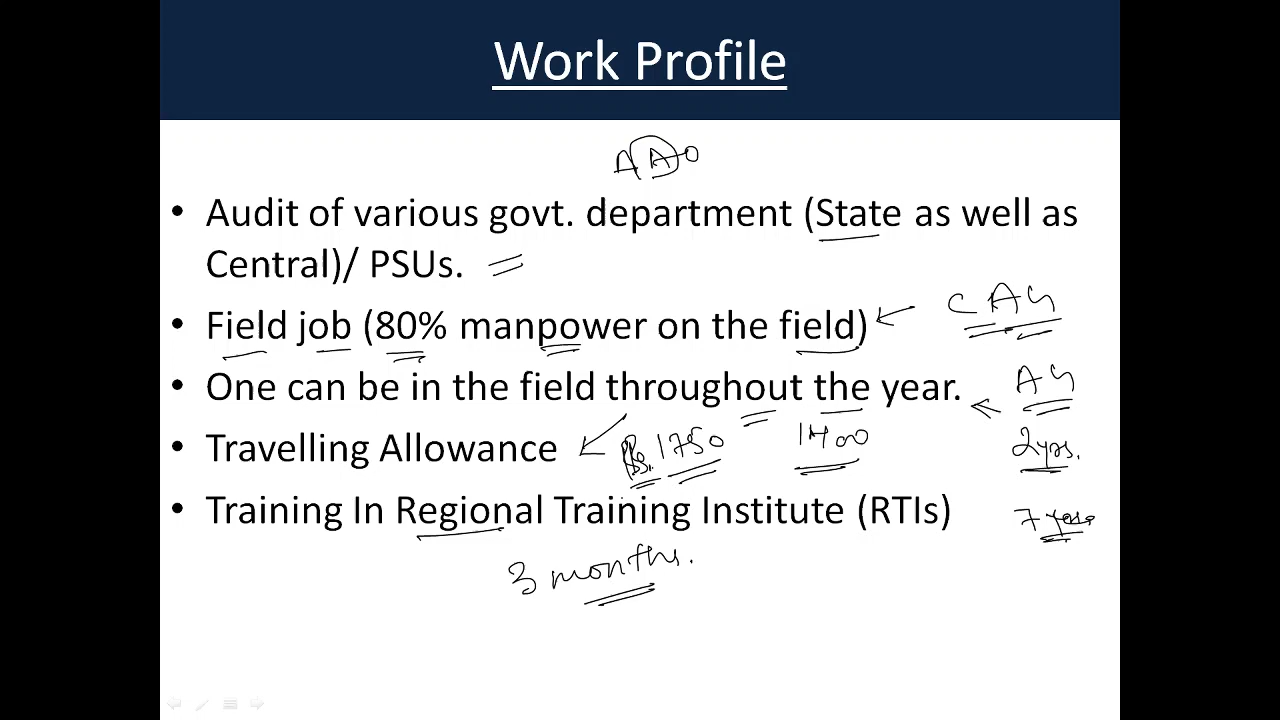 Work Profile
AAO
• Audit of various govt. department (State as well as
Central)/ PSUs.
• Field job (80% manpower on the field)
CAG
• One can be in the field throughout the year.
AG
• Travelling Allowance
Rs. 1750
1400
2 yrs.
• Training In Regional Training Institute (RTIs)
7 years
3 months.